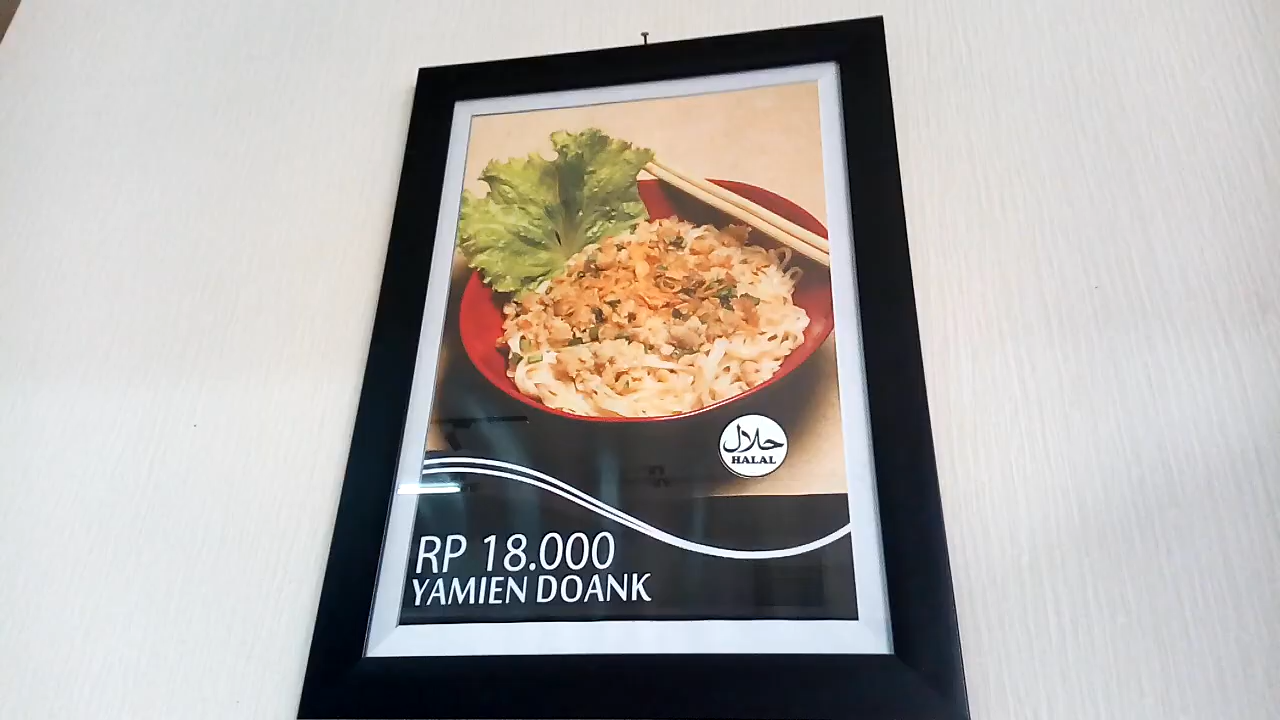 حلال
HALAL
RP 18.000
YAMIEN DOANK